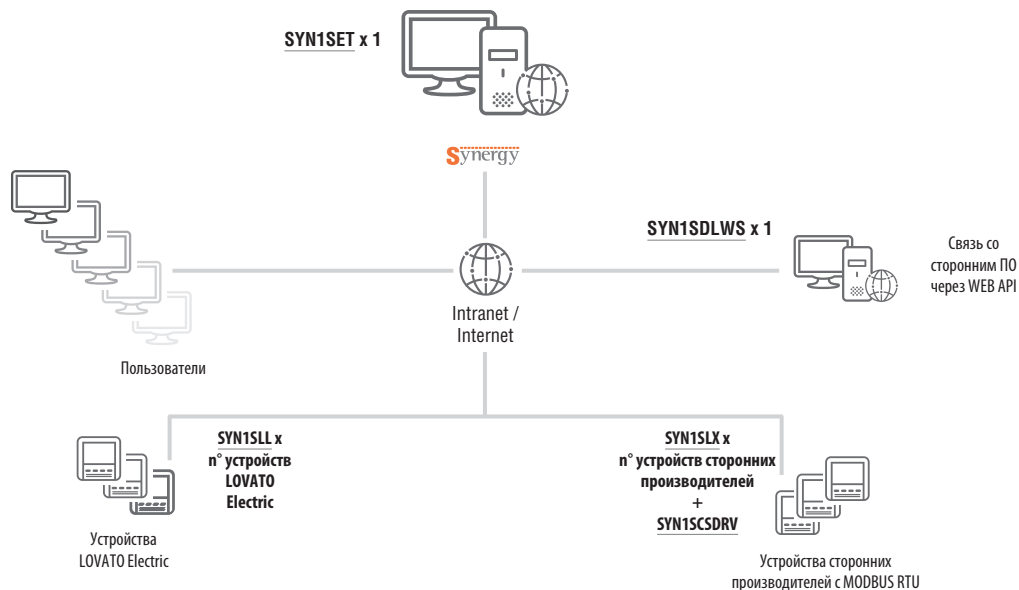 SYN1SET x 1
Synergy
SYN1SDLWS x 1
Связь со
сторонним ПО
через WEB API
Intranet /
Internet
Пользователи
SYN1SLL x
n° устройств
LOVATO
Electric
SYN1SLX x
n° устройств сторонних
производителей
+
SYN1SCSDRV
Устройства
LOVATO Electric
Устройства сторонних
производителей с MODBUS RTU